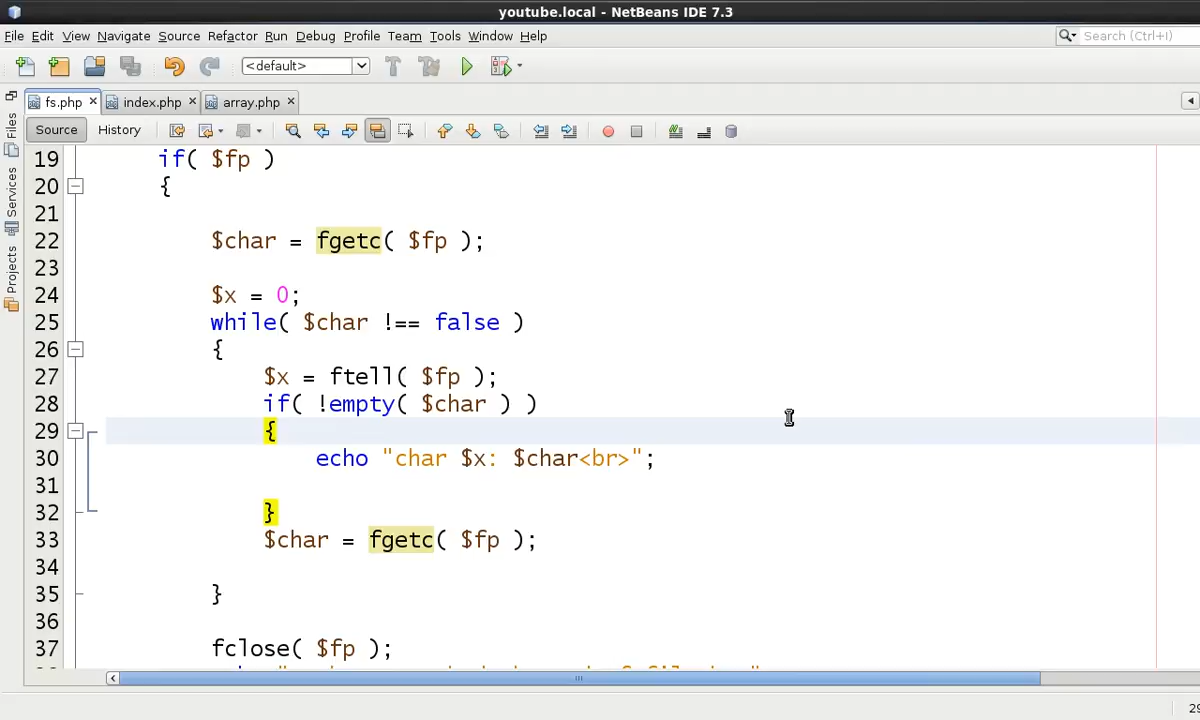 youtube.local - NetBeans IDE 7.3
File Edit View Navigate Source Refactor Run Debug Profile Team Tools Window Help
Search (Ctrl+I)
<default>
fs.php index.php array.php
Source History
Files
Services
Projects
19 if( $fp )
20 {
21
22 $char = fgetc( $fp );
23
24 $x = 0;
25 while( $char !== false )
26 {
27 $x = ftell( $fp );
28 if( !empty( $char ) )
29 {
30 echo "char $x: $char<br>";
31
32 }
33 $char = fgetc( $fp );
34
35 }
36
37 fclose( $fp );